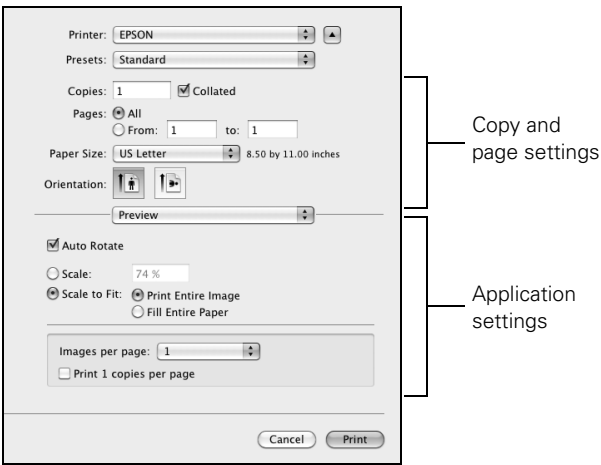 Printer: EPSON
Presets: Standard
Copies: 1 Collated
Pages: All
From: 1 to: 1
Paper Size: US Letter 8.50 by 11.00 inches
Orientation:
Copy and
page settings
Preview
Auto Rotate
Scale: 74 %
Scale to Fit: Print Entire Image
Fill Entire Paper
Images per page: 1
Print 1 copies per page
Application
settings
Cancel Print